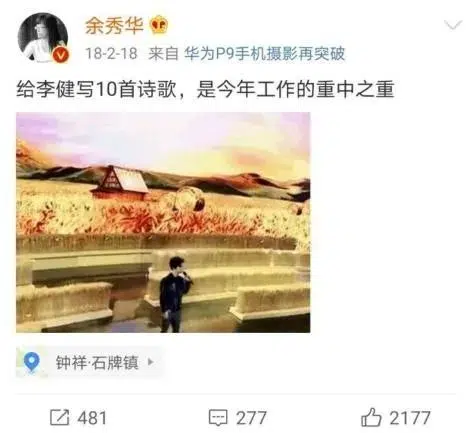 余秀华
18-2-18 来自 华为P9手机摄影再突破
给李健写10首诗歌，是今年工作的重中之重
钟祥·石牌镇
481
277
2177